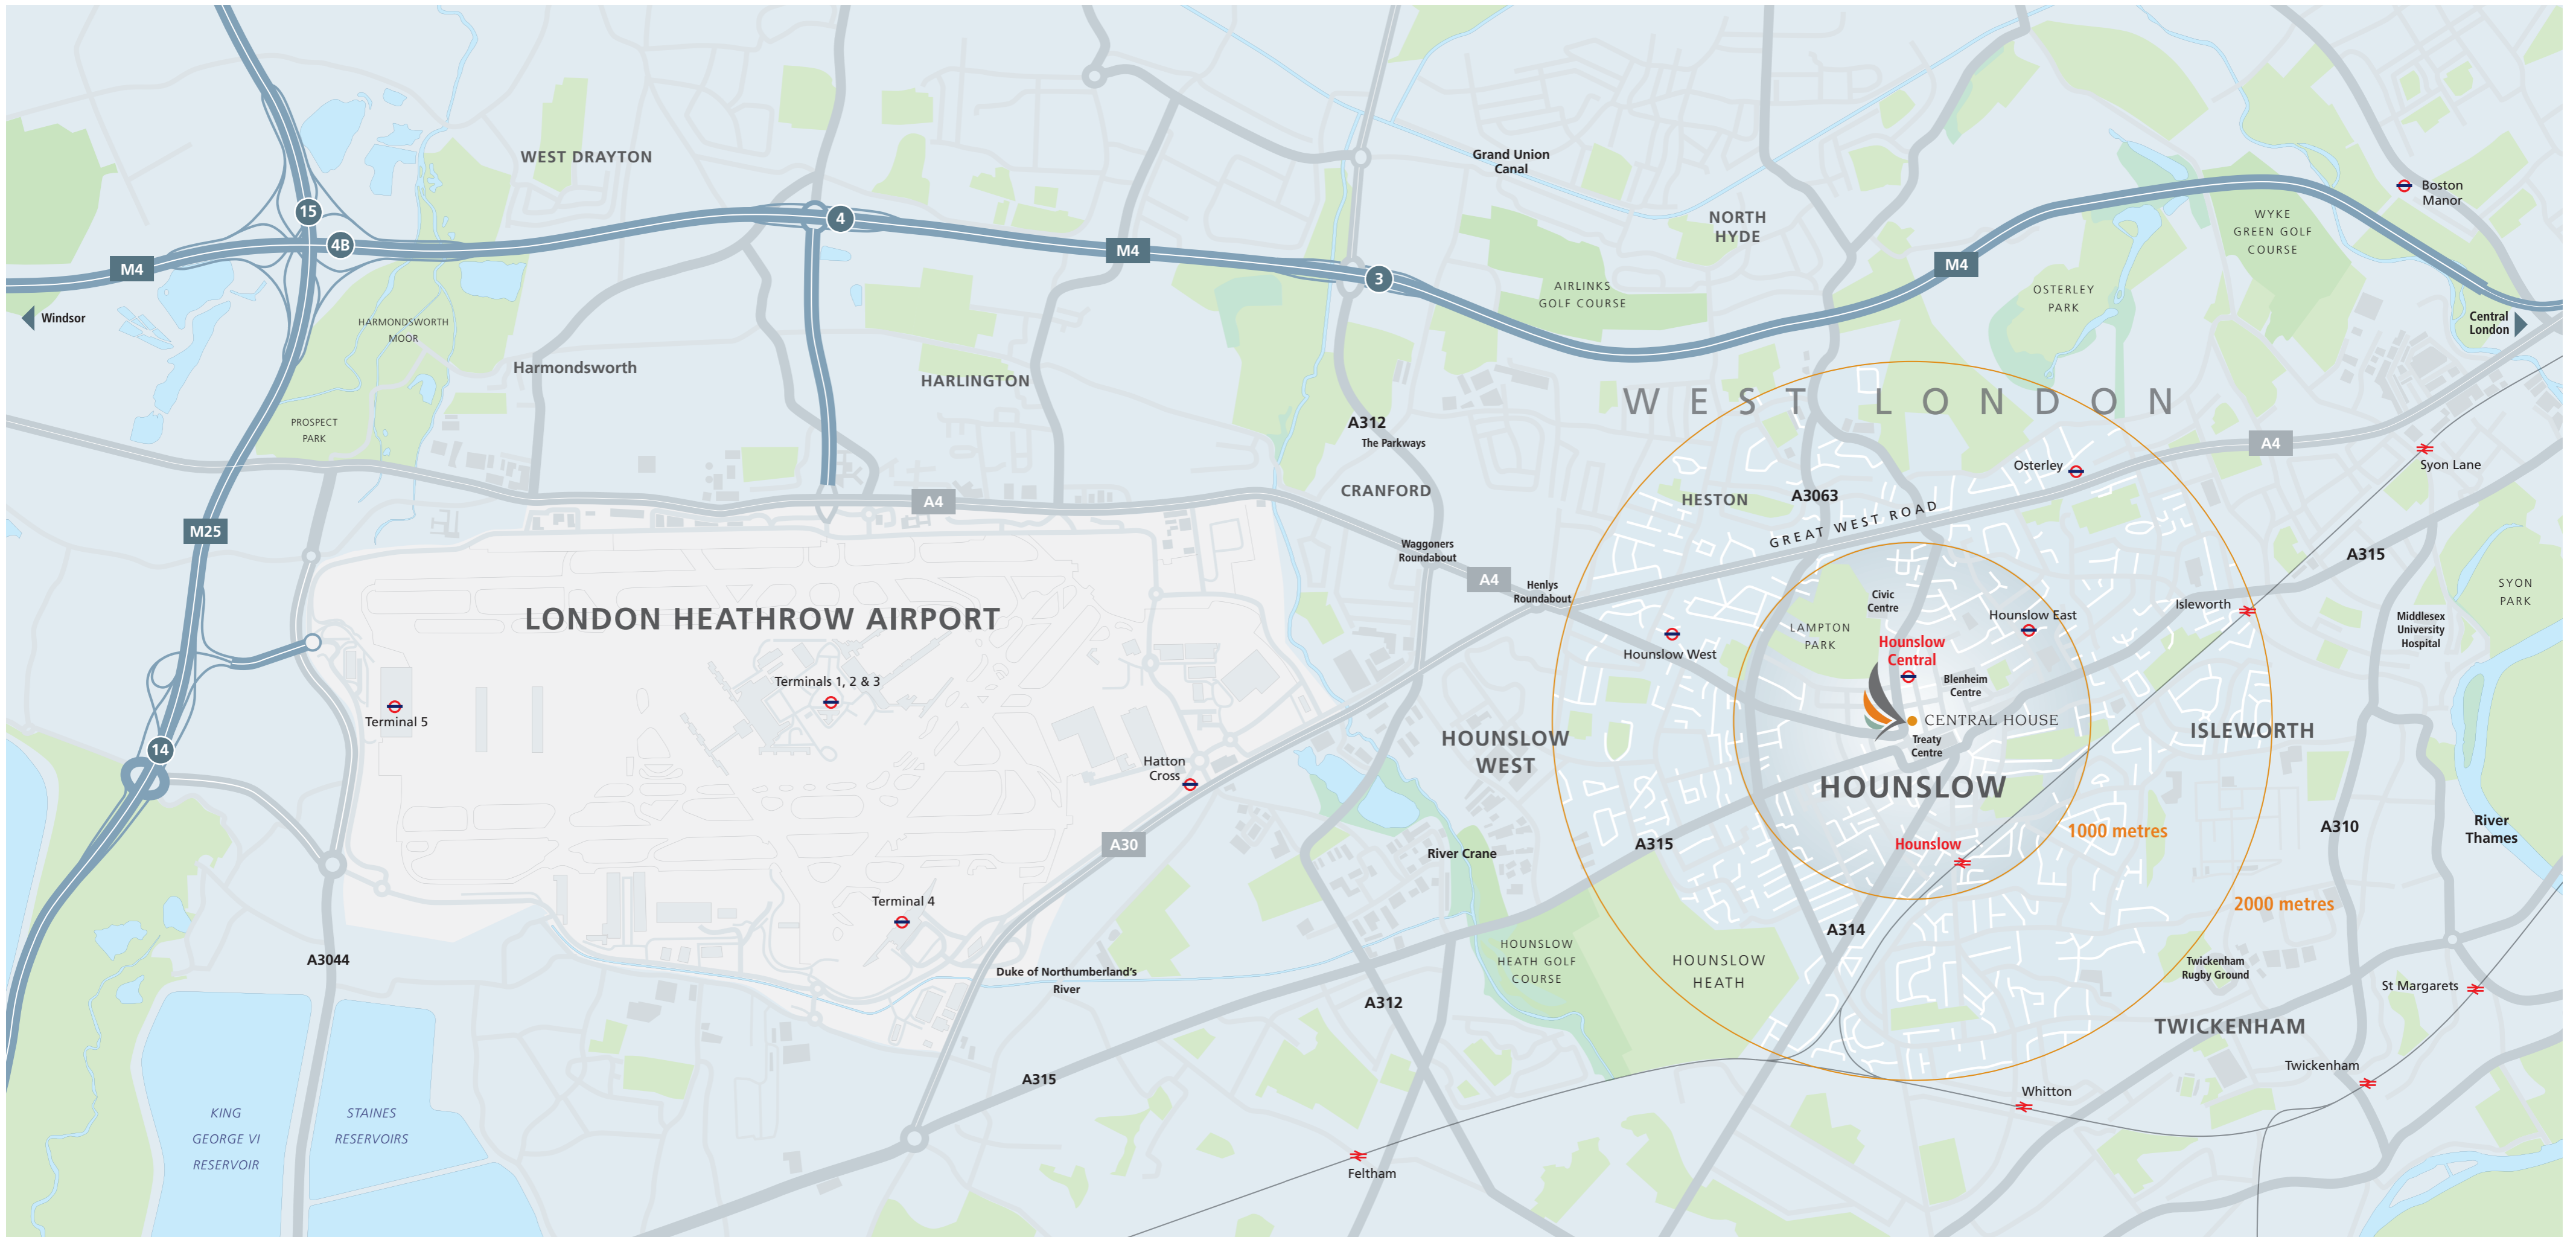 WEST DRAYTON
Grand Union
Canal
Boston
Manor
15
4B
4
M4
M4
3
NORTH
HYDE
M4
WYKE
GREEN GOLF
COURSE
Windsor
HARMONDSWORTH
MOOR
AIRLINKS
GOLF COURSE
OSTERLEY
PARK
Central
London
Harmondsworth
HARLINGTON
PROSPECT
PARK
WEST LONDON
A312
The Parkways
A4
Syon Lane
Osterley
CRANFORD
HESTON
A3063
A4
GREAT WEST ROAD
M25
Waggoners
Roundabout
A4
Henlys
Roundabout
A315
SYON
PARK
LONDON HEATHROW AIRPORT
Civic
Centre
Hounslow East
Isleworth
Middlesex
University
Hospital
LAMPTON
PARK
Hounslow
Central
Hounslow West
Blenheim
Centre
Terminals 1, 2 & 3
Terminal 5
CENTRAL HOUSE
Treaty
Centre
ISLEWORTH
HOUNSLOW
WEST
14
Hatton
Cross
HOUNSLOW
1000 metres
A310
River
Thames
A30
A315
River Crane
Hounslow
Terminal 4
2000 metres
A314
A3044
HOUNSLOW
HEATH GOLF
COURSE
HOUNSLOW
HEATH
Twickenham
Rugby Ground
Duke of Northumberland's
River
St Margarets
A312
TWICKENHAM
A315
Twickenham
Whitton
KING
GEORGE VI
RESERVOIR
STAINES
RESERVOIRS
Feltham